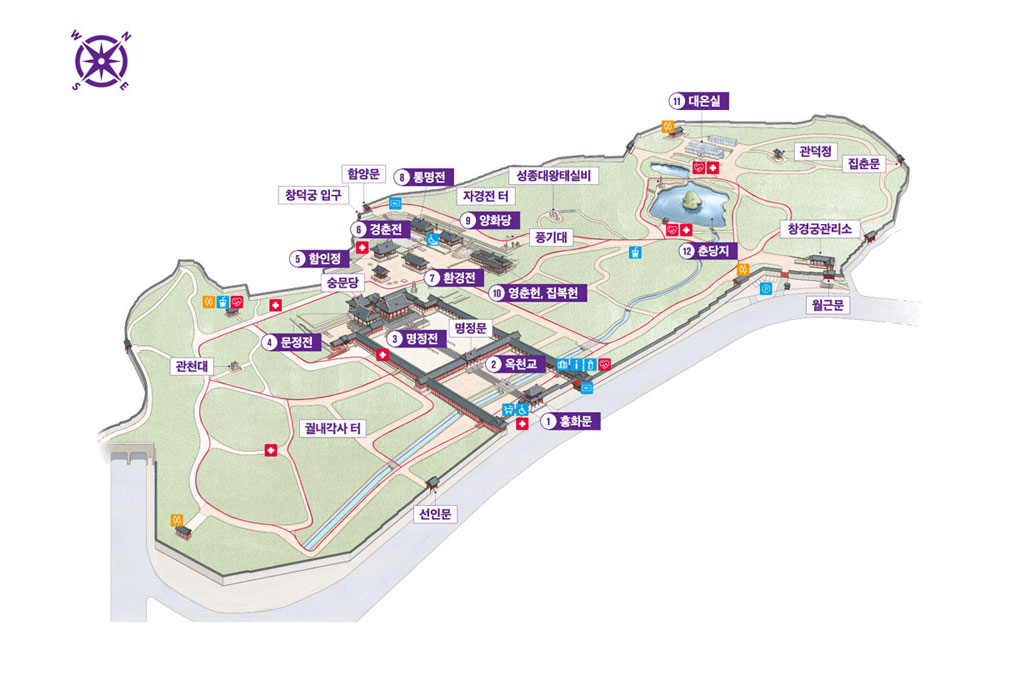 W N
S E
11 대온실
관덕정
집춘문
함양문
8 통명전
성종대왕태실비
창덕궁 입구
자경전 터
9 양화당
6 경춘전
풍기대
창경궁관리소
12 춘당지
5 함인정
7 환경전
숭문당
10 영춘헌, 집복헌
P
월근문
명정문
3 명정전
4 문정전
2 옥천교
관천대
1 홍화문
궐내각사 터
선인문